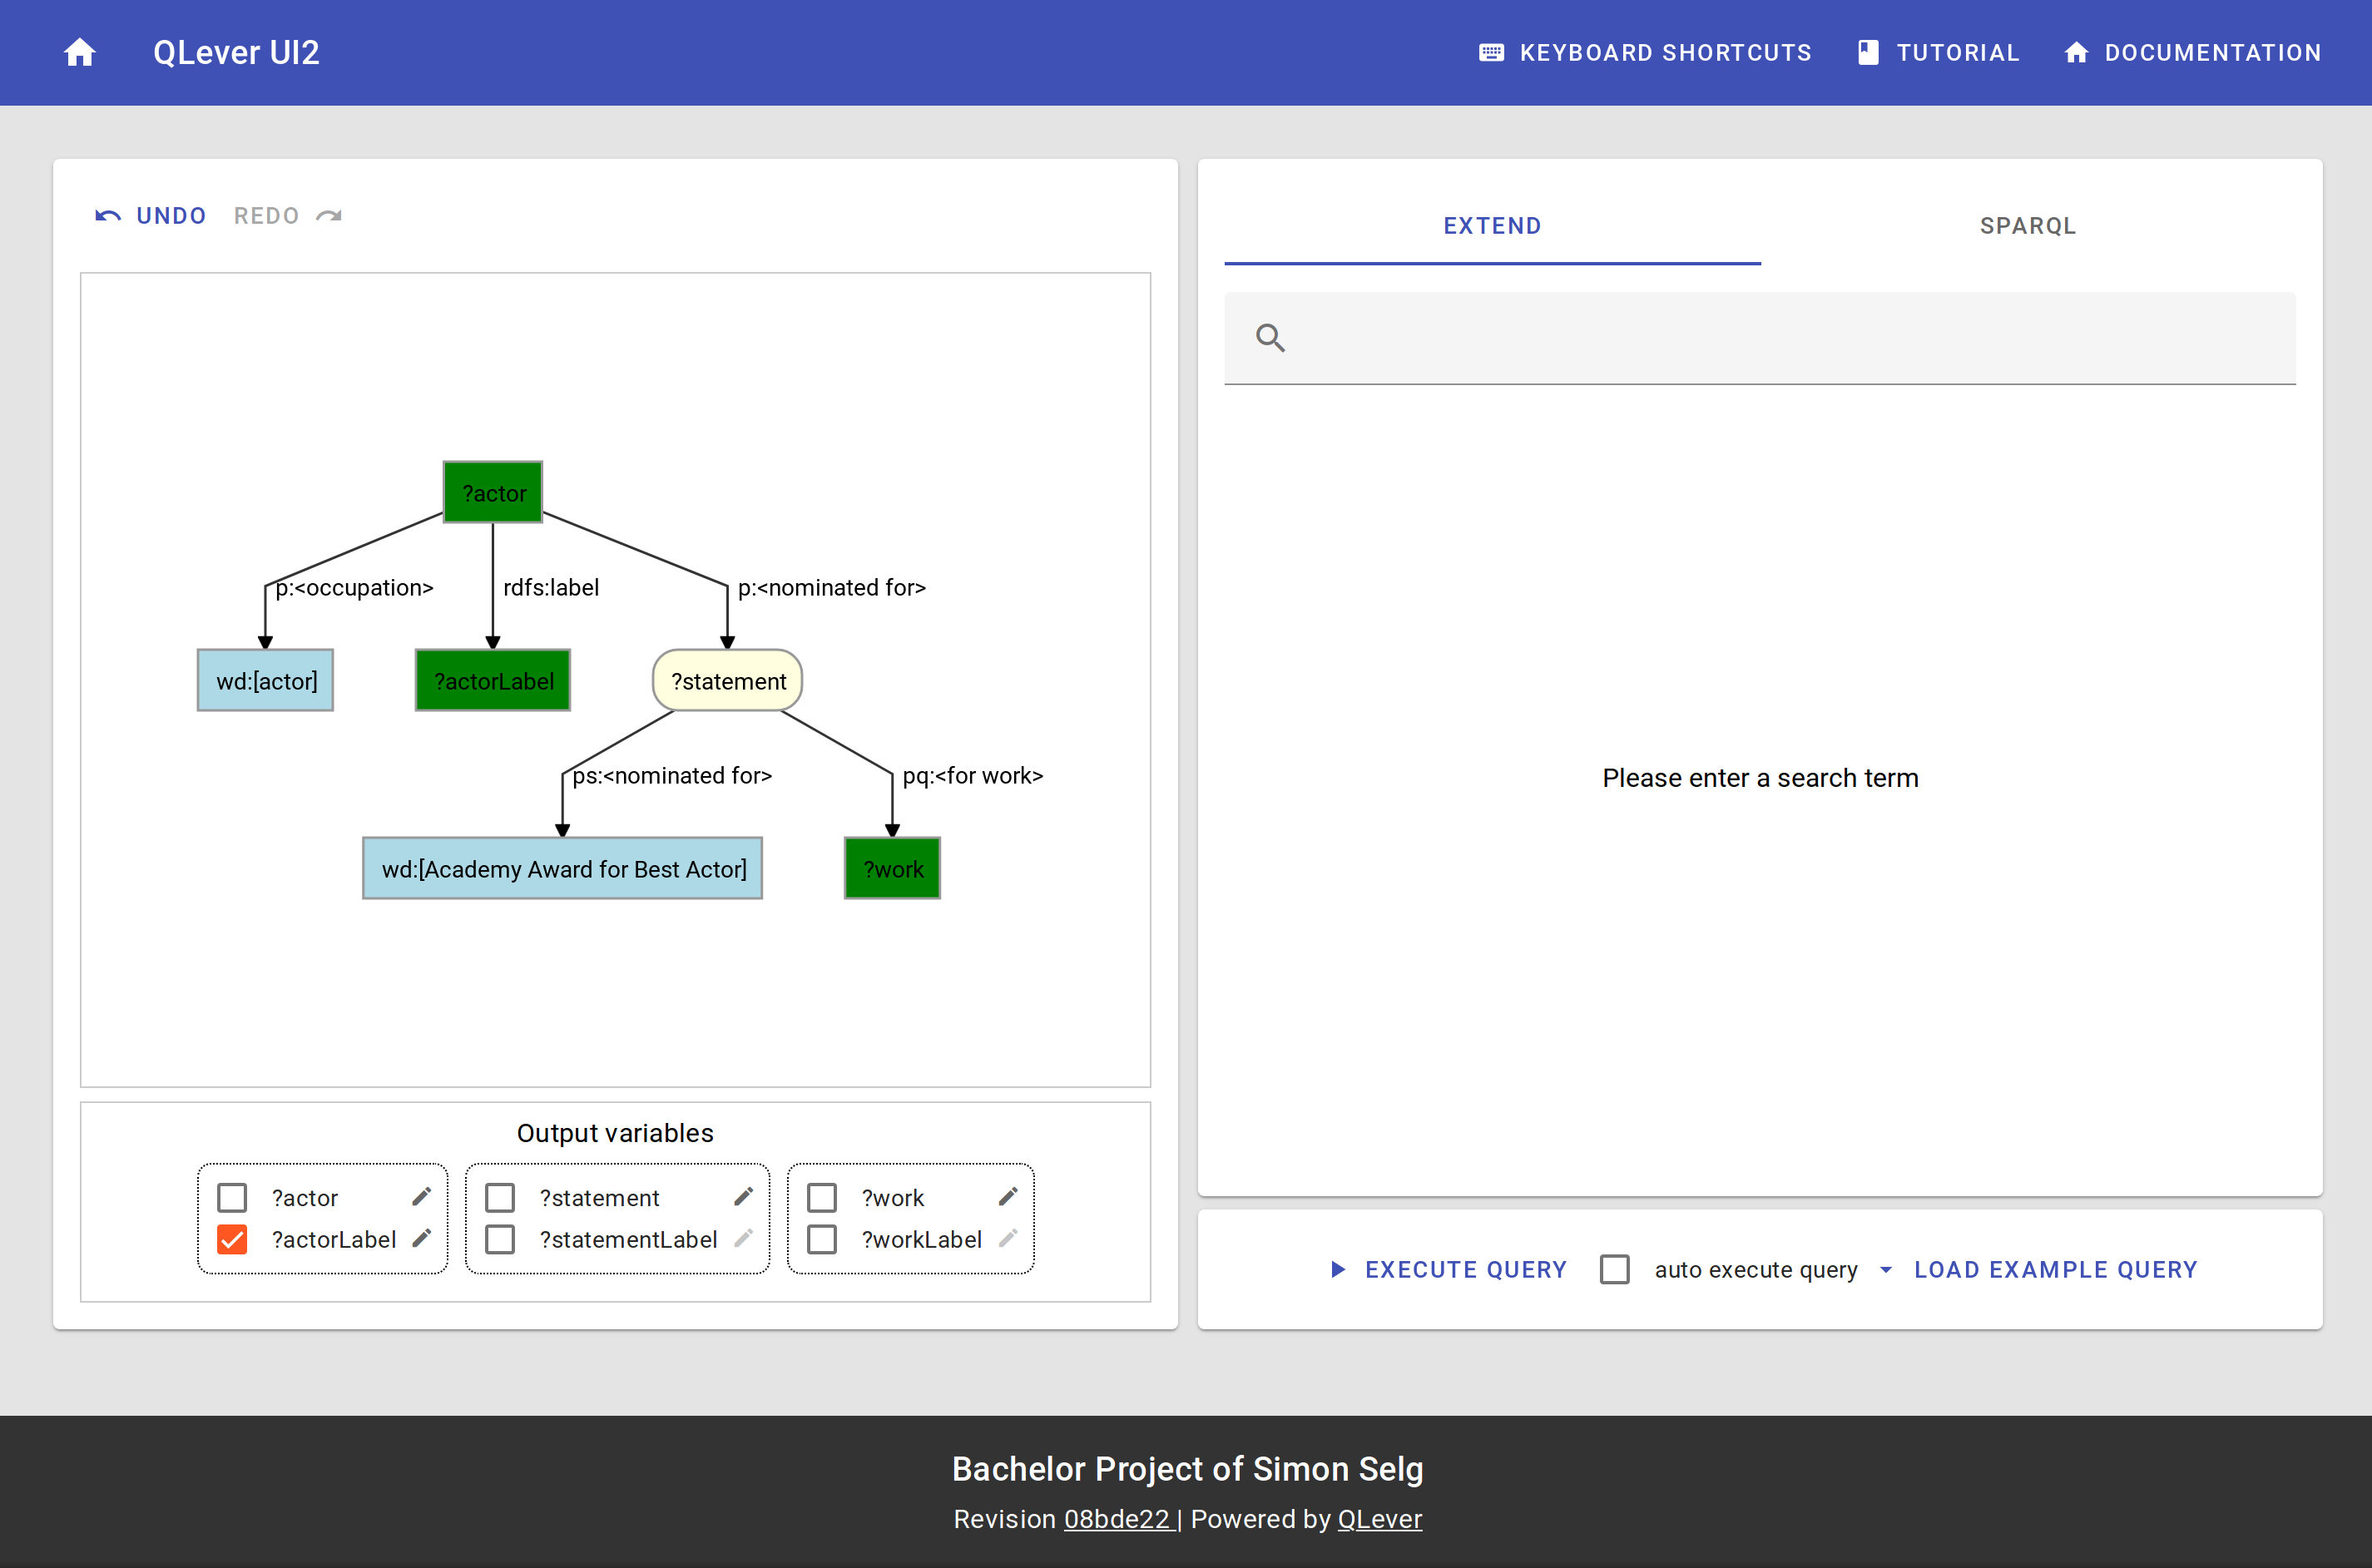 QLever UI2
KEYBOARD SHORTCUTS
TUTORIAL
DOCUMENTATION
UNDO
REDO
?actor
p:<occupation>
rdfs:label
p:<nominated for>
wd:[actor]
?actorLabel
?statement
ps:<nominated for>
pq:<for work>
wd:[Academy Award for Best Actor]
?work
Output variables
?actor
?actorLabel
?statement
?statementLabel
?work
?workLabel
EXTEND
SPARQL
Please enter a search term
EXECUTE QUERY
auto execute query
LOAD EXAMPLE QUERY
Bachelor Project of Simon Selg
Revision 08bde22 | Powered by QLever